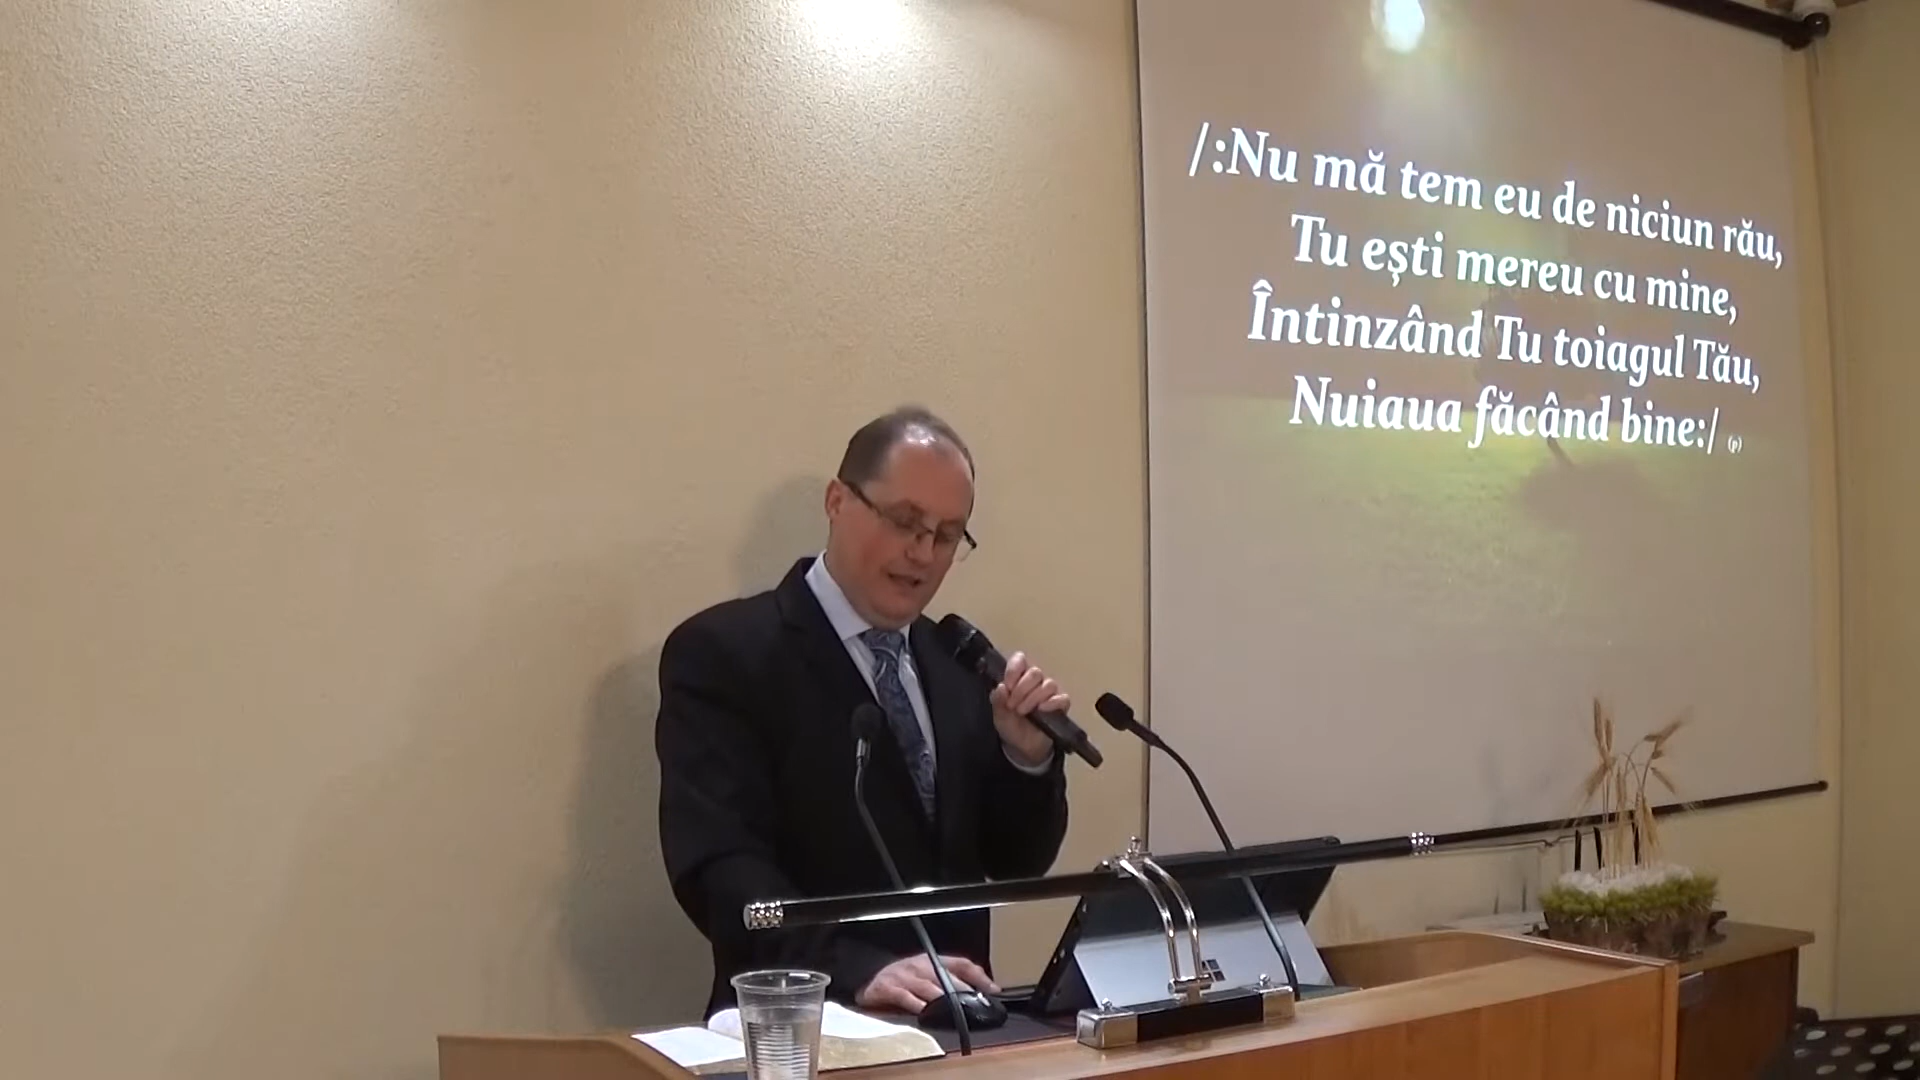 /:Nu mă tem eu de niciun rău,
Tu ești mereu cu mine,
Întinzând Tu toiagul Tău,
Nuiaua făcând bine:/ (p)